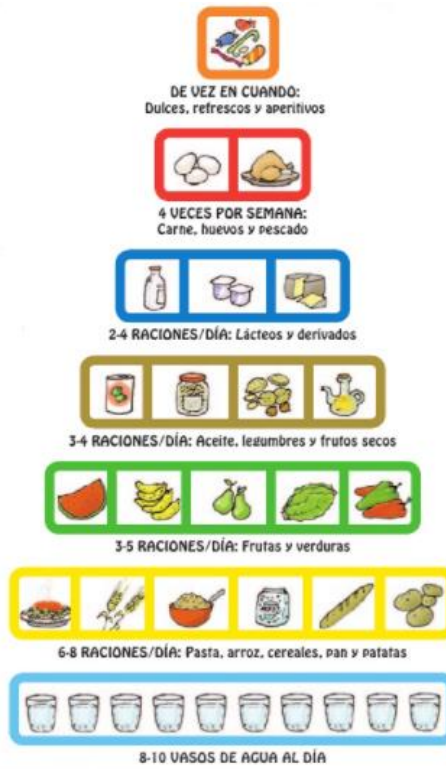 DE VEZ EN CUANDO:
Dulces, refrescos y aperitivos
4 VECES POR SEMANA:
Carne, huevos y pescado
2-4 RACIONES/DÍA: Lácteos y derivados
3-4 RACIONES/DÍA: Aceite, legumbres y frutos secos
3-5 RACIONES/DÍA: Frutas y verduras
6-8 RACIONES/DÍA: Pasta, arroz, cereales, pan y patatas
8-10 VASOS DE AGUA AL DÍA